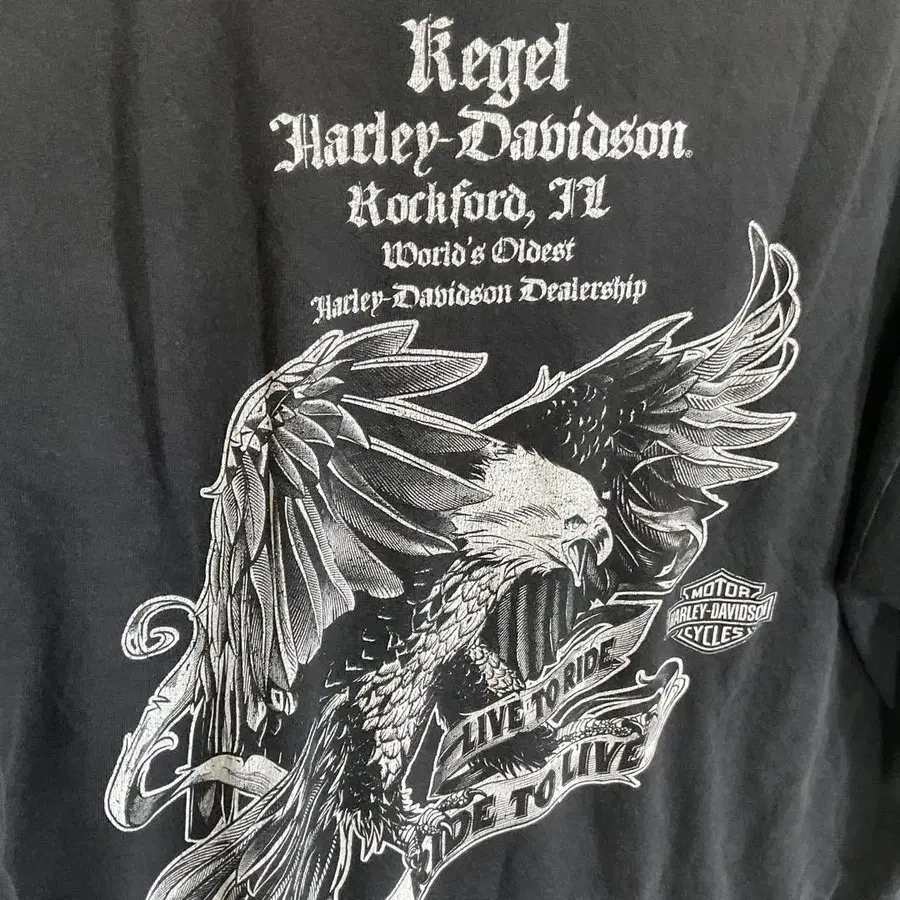 Kegel
Harley-Davidson®
Rockford, IL
World's Oldest
Harley-Davidson Dealership
MOTOR
HARLEY-DAVIDSON
CYCLES
LIVE TO RIDE
RIDE TO LIVE